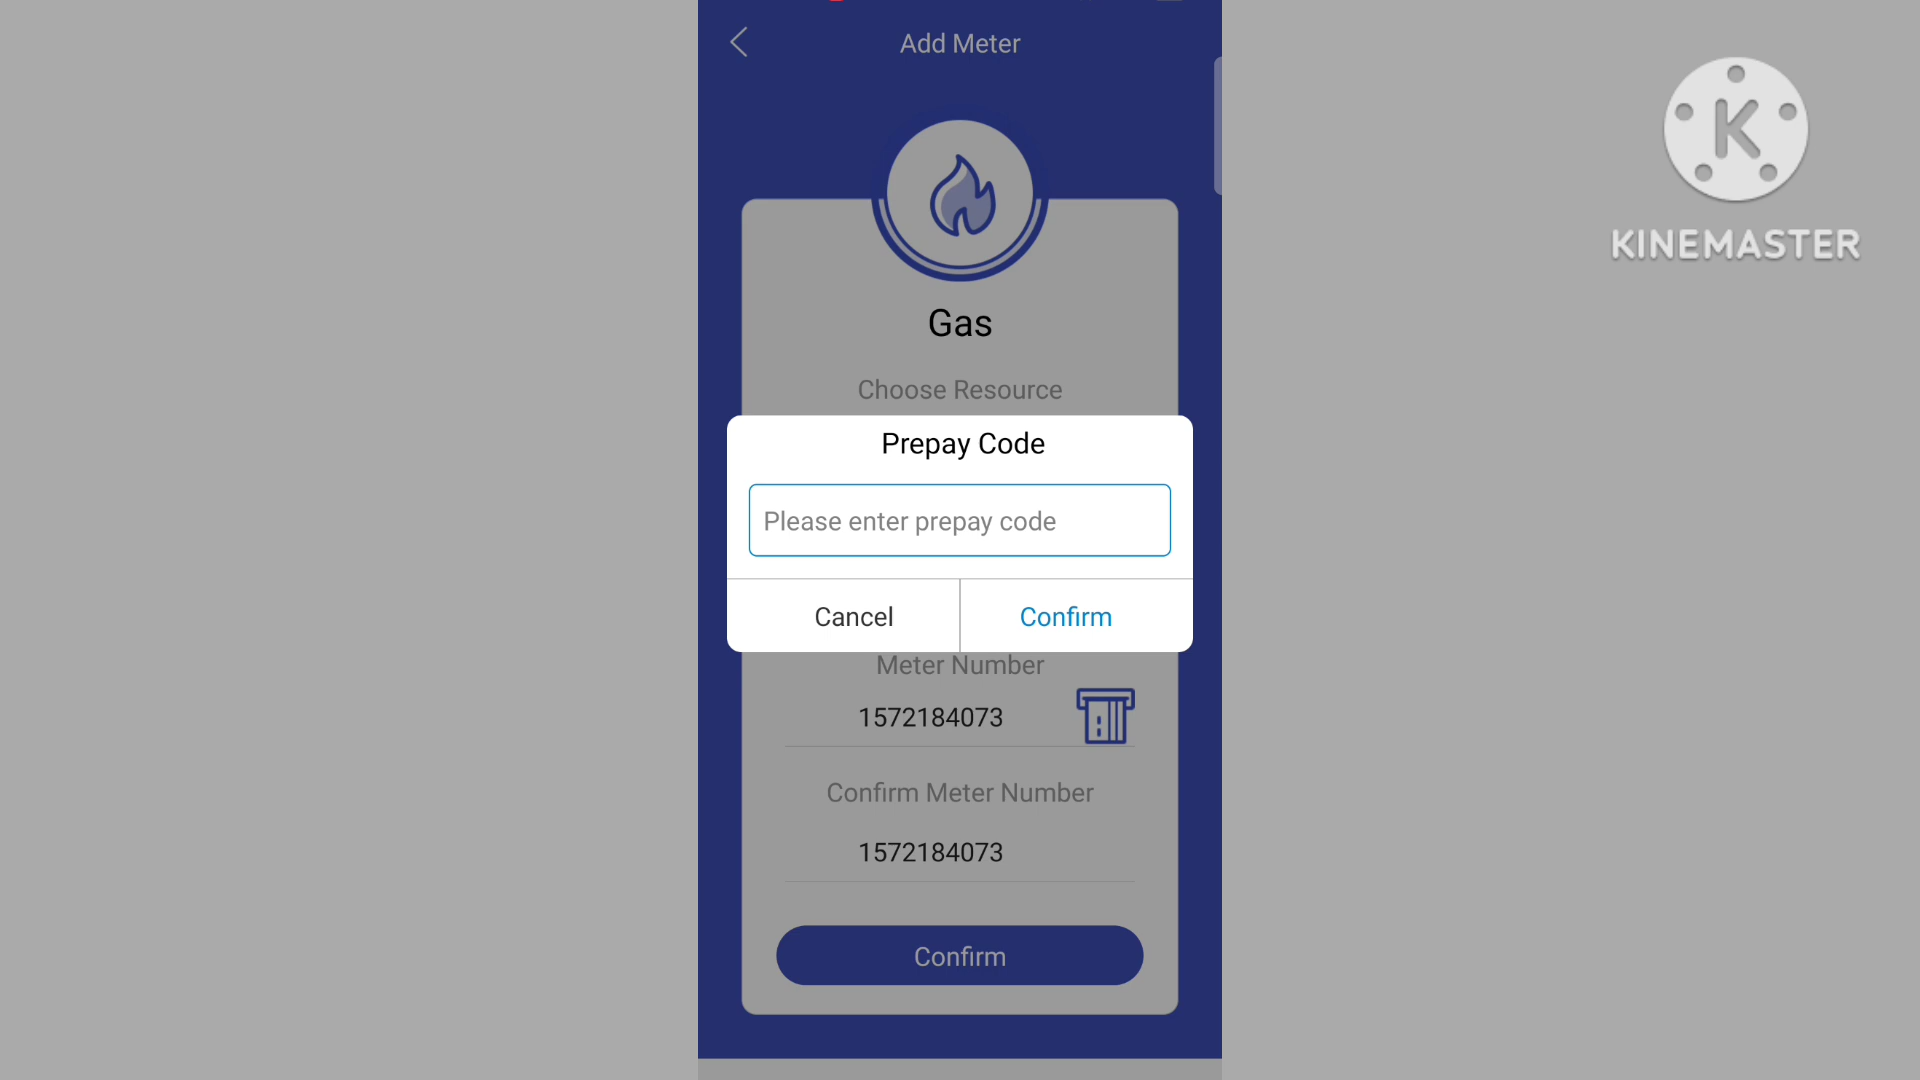 Add Meter
K
KINEMASTER
Gas
Choose Resource
Prepay Code
Please enter prepay code
Cancel
Confirm
Meter Number
1572184073
Confirm Meter Number
1572184073
Confirm